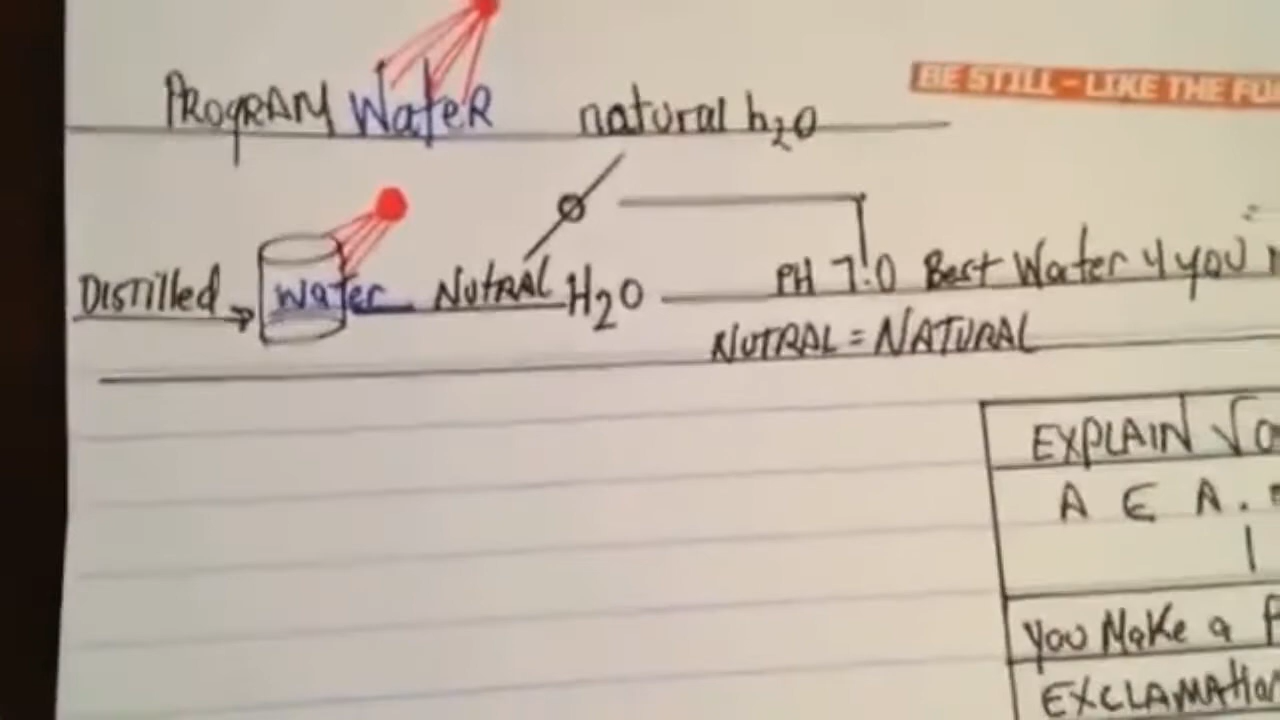 PROGRAM WateR natural h2O
BE STILL - LIKE THE
Distilled Water NUTRAL H2O PH 7.0 Best Water 4 you
NUTRAL = NATURAL
EXPLAIN
A E A.
you Make a